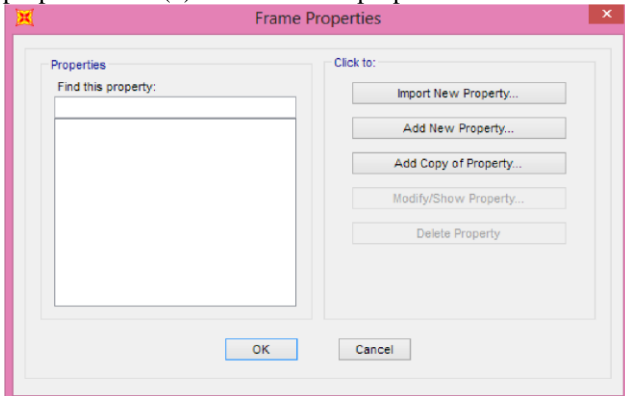 Frame Properties
Properties
Find this property:
Click to:
Import New Property...
Add New Property...
Add Copy of Property...
Modify/Show Property...
Delete Property
OK
Cancel